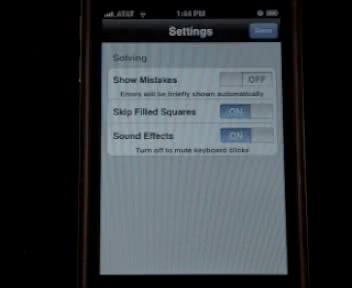 AT&T 1:44 PM
Settings Done
Solving
Show Mistakes OFF
Errors will be briefly shown automatically
Skip Filled Squares ON
Sound Effects ON
Turn off to mute keyboard clicks